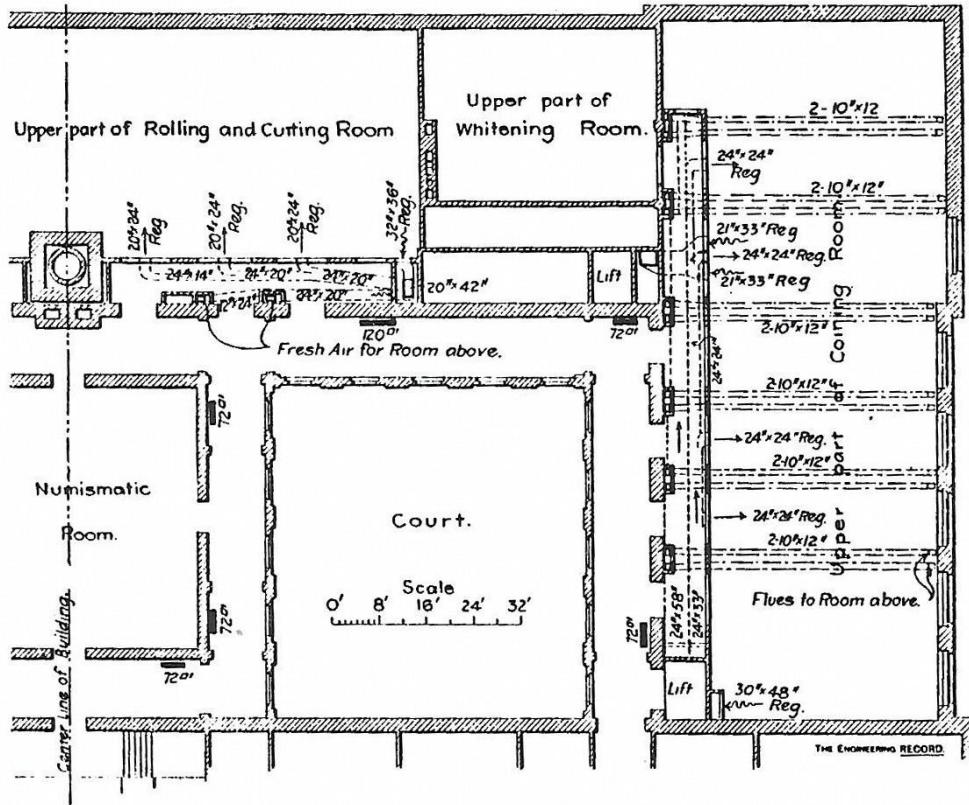 Upper part of Rolling and Cutting Room
Upper part of
Whitening Room.
20"x24"
Reg
20"x24"
Reg.
20"x24"
Reg.
32"x36"
Reg.
24"x14"
24"x20"
24"x20"
24"x20"
12"x24"
20"x42"
Lift
120□"
72□"
Fresh Air for Room above.
2-10"x12
24"x24"
Reg
2-10"x12"
21"x33"Reg
24"x24"Reg.
21"x33"Reg
2-10"x12"
24"x24"
2-10"x12"
24"x24"Reg.
2-10"x12"
24"x24"Reg.
2-10"x12"
Upper part of Coining Room
Flues to Room above.
72□"
Numismatic
Room.
Court.
Scale
0' 8' 16' 24' 32'
72□"
72□"
72□"
24"x58"
24"x33"
Lift
30"x48"
Reg.
Center Line of Building.
THE ENGINEERING RECORD.